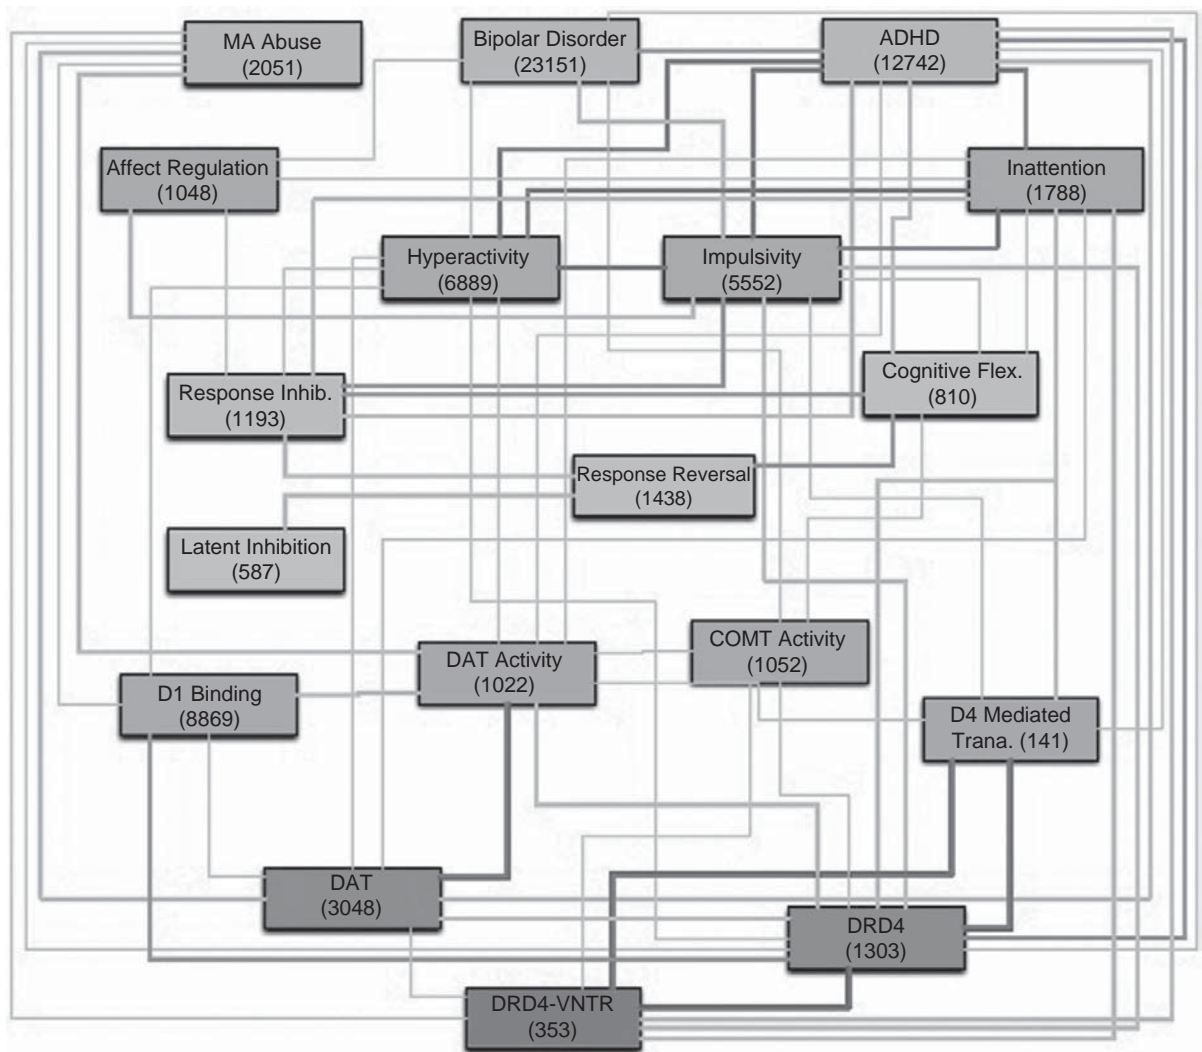 MA Abuse
(2051)
Bipolar Disorder
(23151)
ADHD
(12742)
Affect Regulation
(1048)
Inattention
(1788)
Hyperactivity
(6889)
Impulsivity
(5552)
Response Inhib.
(1193)
Cognitive Flex.
(810)
Response Reversal
(1438)
Latent Inhibition
(587)
DAT Activity
(1022)
COMT Activity
(1052)
D1 Binding
(8869)
D4 Mediated
Trana. (141)
DAT
(3048)
DRD4
(1303)
DRD4-VNTR
(353)